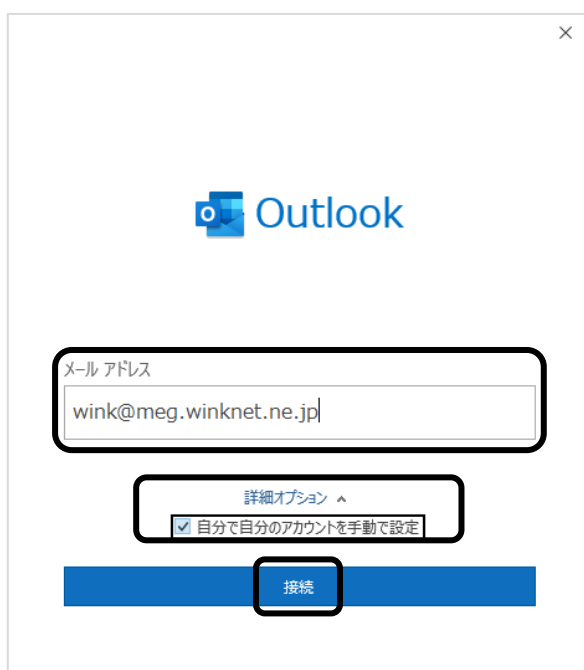 Outlook
メール アドレス
wink@meg.winknet.ne.jp
詳細オプション
自分で自分のアカウントを手動で設定
接続